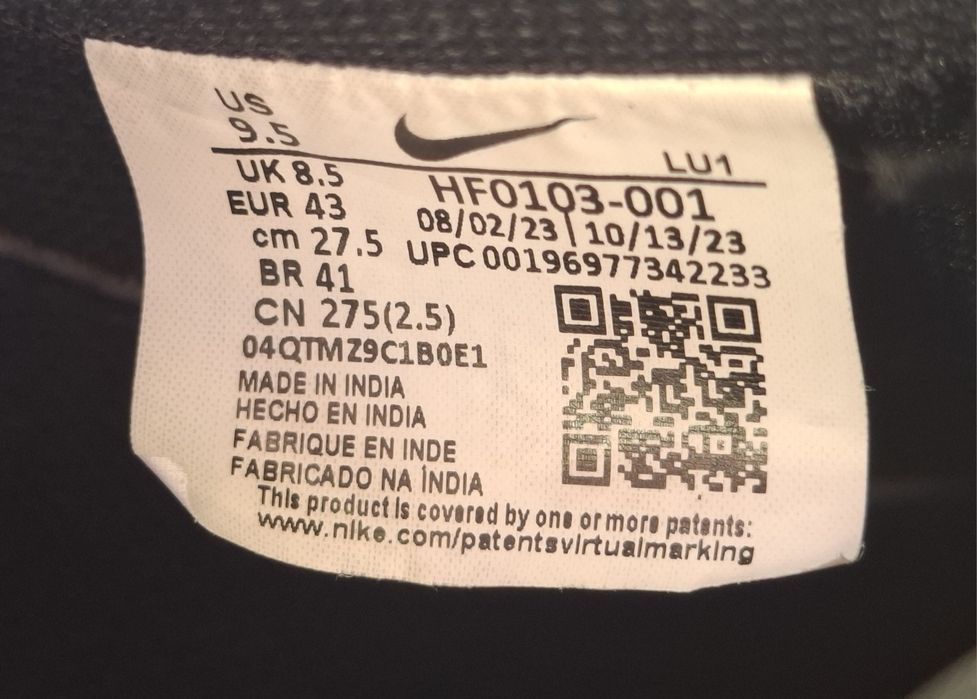 US
9.5
LU1
UK 8.5
HF0103-001
EUR 43
08/02/23 \ 10/13/23
cm 27.5
UPC 00196977342233
BR 41
CN 275(2.5)
04QTMZ9C1B0E1
MADE IN INDIA
HECHO EN INDIA
FABRIQUE EN INDE
FABRICADO NA ÍNDIA
This product is covered by one or more patents:
www.nike.com/patentsvirtualmarking